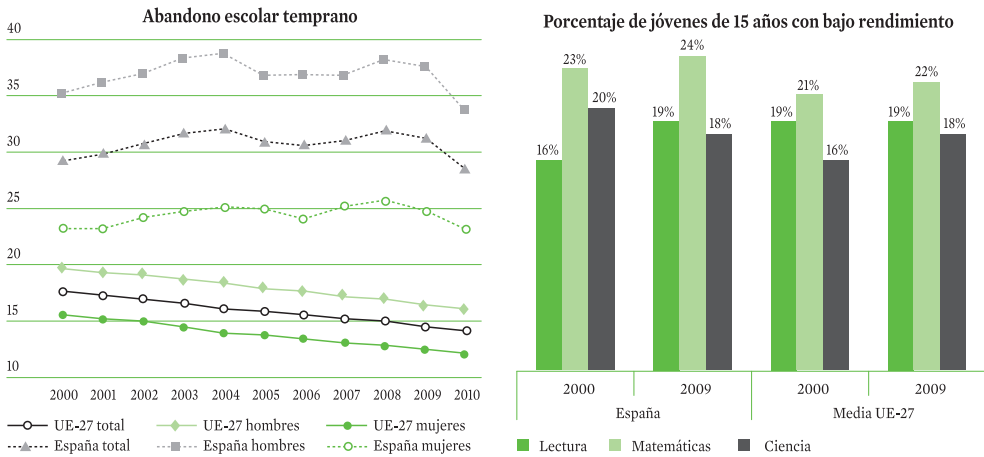 Abandono escolar temprano
40
35
30
25
20
15
10
2000 2001 2002 2003 2004 2005 2006 2007 2008 2009 2010
UE-27 total UE-27 hombres UE-27 mujeres
España total España hombres España mujeres
Porcentaje de jóvenes de 15 años con bajo rendimiento
16% 23% 20% 19% 24% 18% 19% 21% 16% 19% 22% 18%
2000 2009 2000 2009
España Media UE-27
Lectura Matemáticas Ciencia